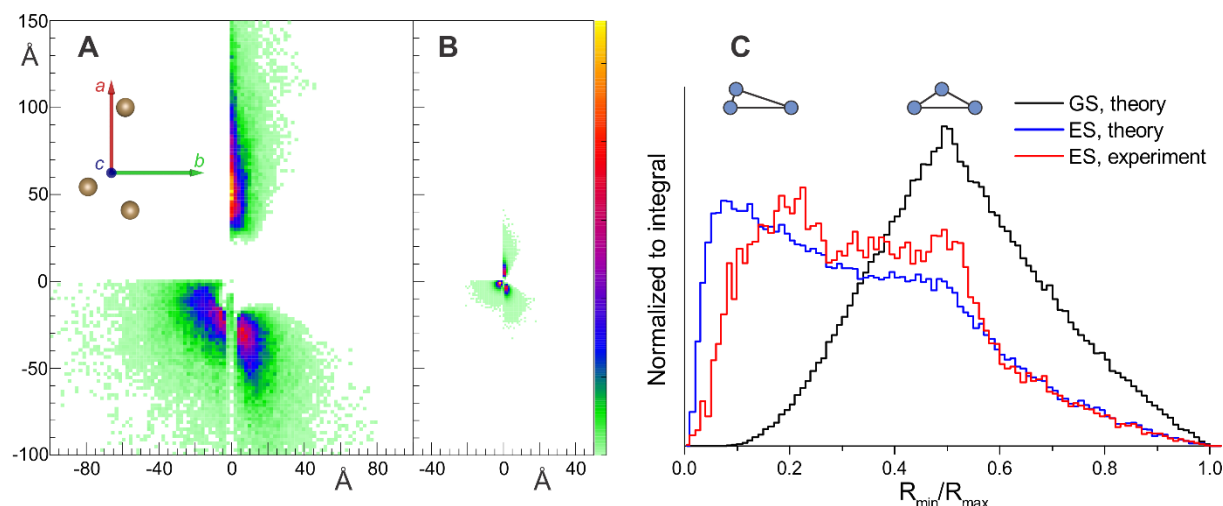 A
B
C
150
Å
100
50
0
-50
-100
a
b
c
-80
-40
0
40
80
Å
-40
0
40
Å
GS, theory
ES, theory
ES, experiment
Normalized to integral
0.0
0.2
0.4
0.6
0.8
1.0
Rmin/Rmax